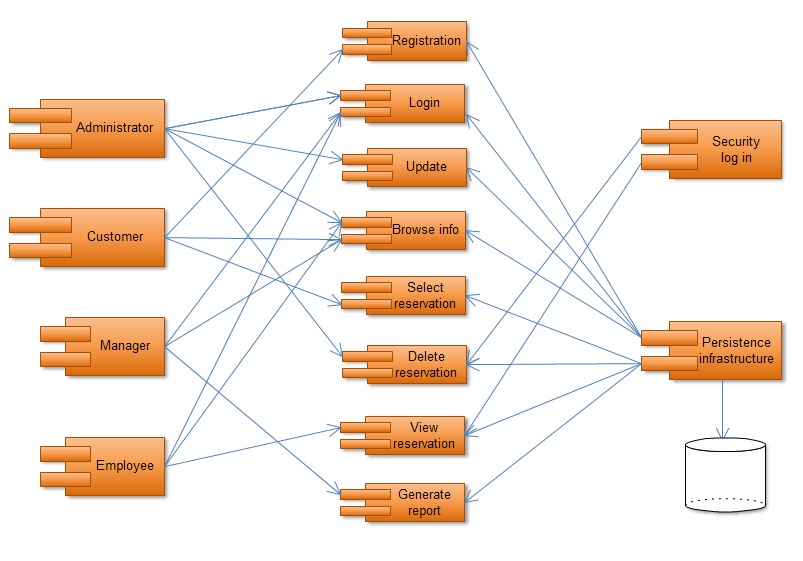 Administrator
Customer
Manager
Employee
Registration
Login
Update
Browse info
Select
reservation
Delete
reservation
View
reservation
Generate
report
Security
log in
Persistence
infrastructure